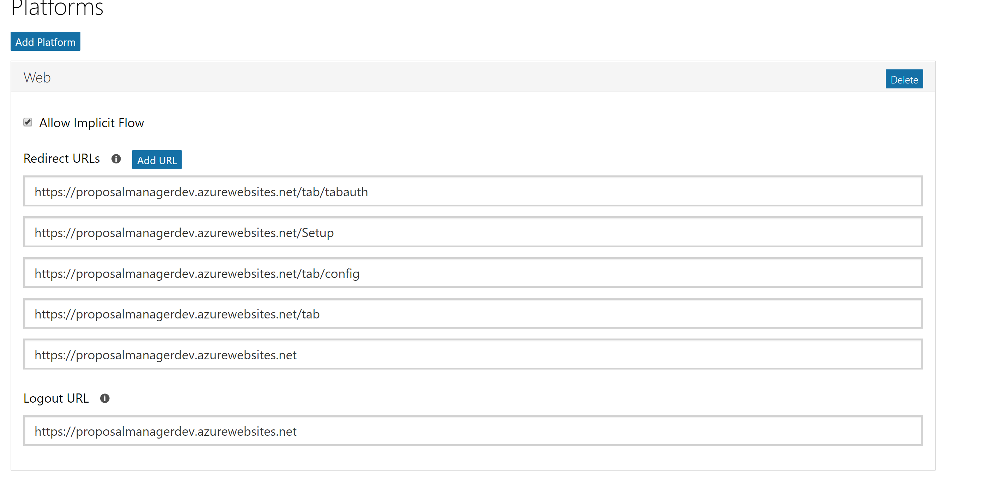 Platforms
Add Platform
Web
Delete
Allow Implicit Flow
Redirect URLs
Add URL
https://proposalmanagerdev.azurewebsites.net/tab/tabauth
https://proposalmanagerdev.azurewebsites.net/Setup
https://proposalmanagerdev.azurewebsites.net/tab/config
https://proposalmanagerdev.azurewebsites.net/tab
https://proposalmanagerdev.azurewebsites.net
Logout URL
https://proposalmanagerdev.azurewebsites.net